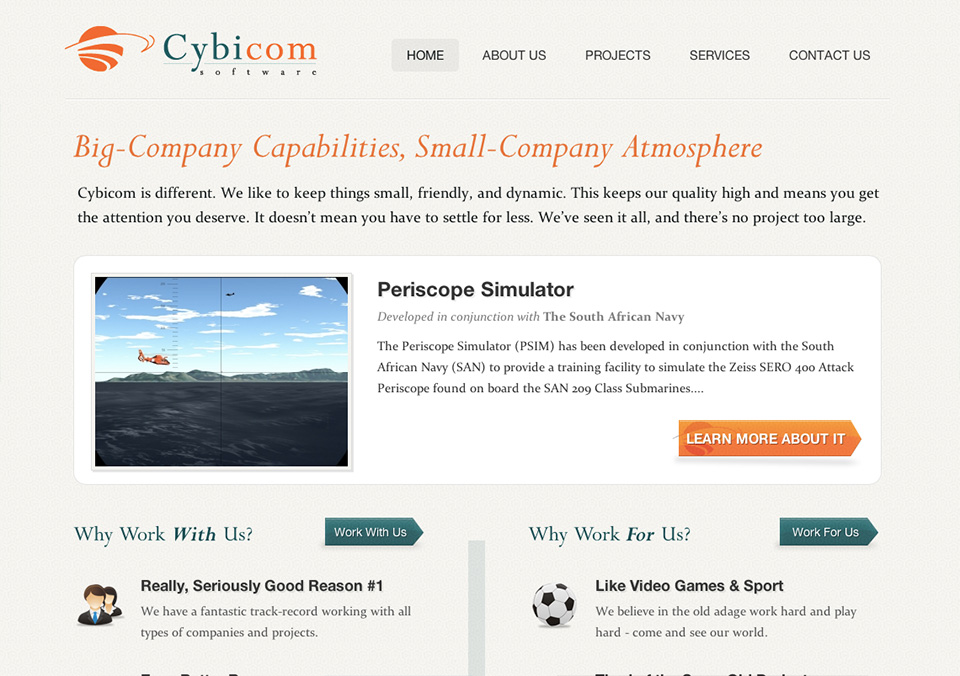 Cybicom
software
HOME
ABOUT US
PROJECTS
SERVICES
CONTACT US
Big-Company Capabilities, Small-Company Atmosphere
Cybicom is different. We like to keep things small, friendly, and dynamic. This keeps our quality high and means you get
the attention you deserve. It doesn't mean you have to settle for less. We've seen it all, and there's no project too large.
Periscope Simulator
Developed in conjunction with The South African Navy
The Periscope Simulator (PSIM) has been developed in conjunction with the South
African Navy (SAN) to provide a training facility to simulate the Zeiss SERO 400 Attack
Periscope found on board the SAN 209 Class Submarines....
LEARN MORE ABOUT IT
Why Work With Us?
Work With Us
Really, Seriously Good Reason #1
We have a fantastic track-record working with all
types of companies and projects.
Why Work For Us?
Work For Us
Like Video Games & Sport
We believe in the old adage work hard and play
hard - come and see our world.